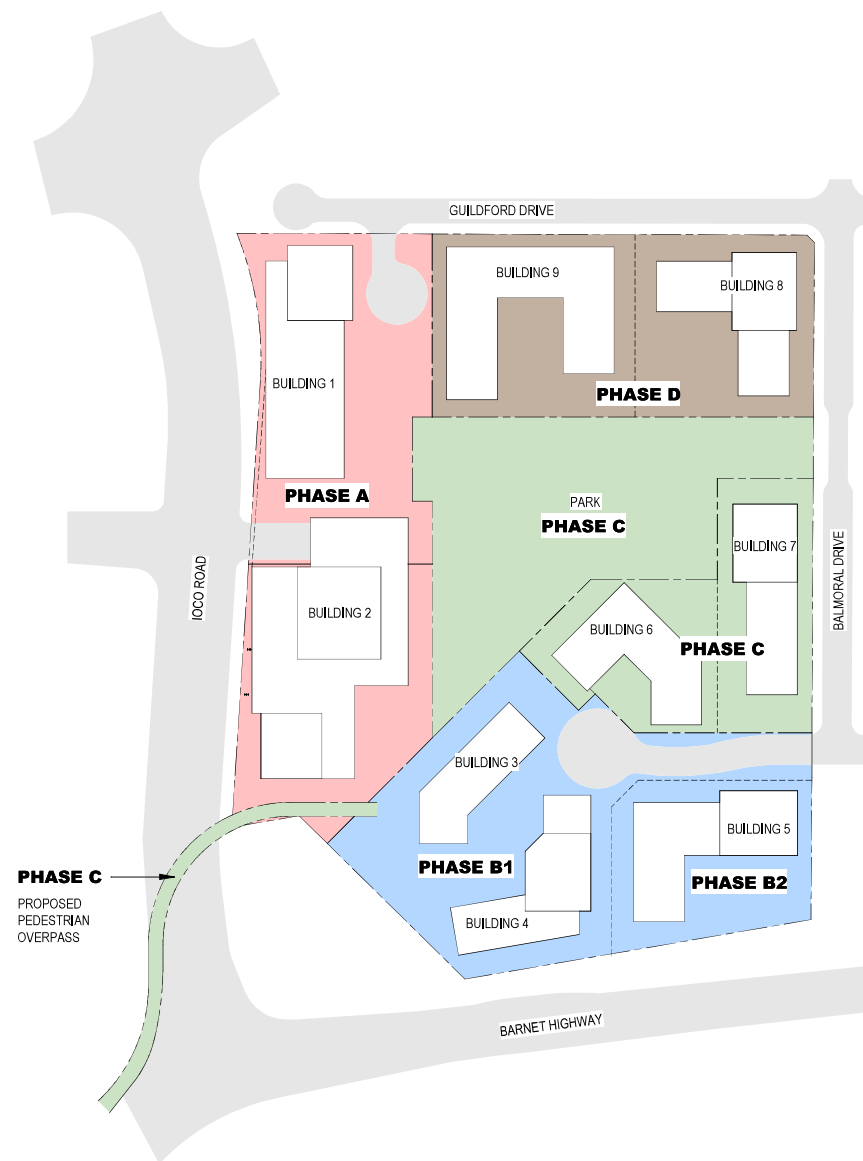 GUILDFORD DRIVE
BUILDING 9
BUILDING 8
BUILDING 1
PHASE D
PHASE A
PARK
PHASE C
BUILDING 7
IOCO ROAD
BALMORAL DRIVE
BUILDING 2
BUILDING 6
PHASE C
BUILDING 3
BUILDING 5
PHASE B1
PHASE B2
PHASE C
PROPOSED
PEDESTRIAN
OVERPASS
BUILDING 4
BARNET HIGHWAY